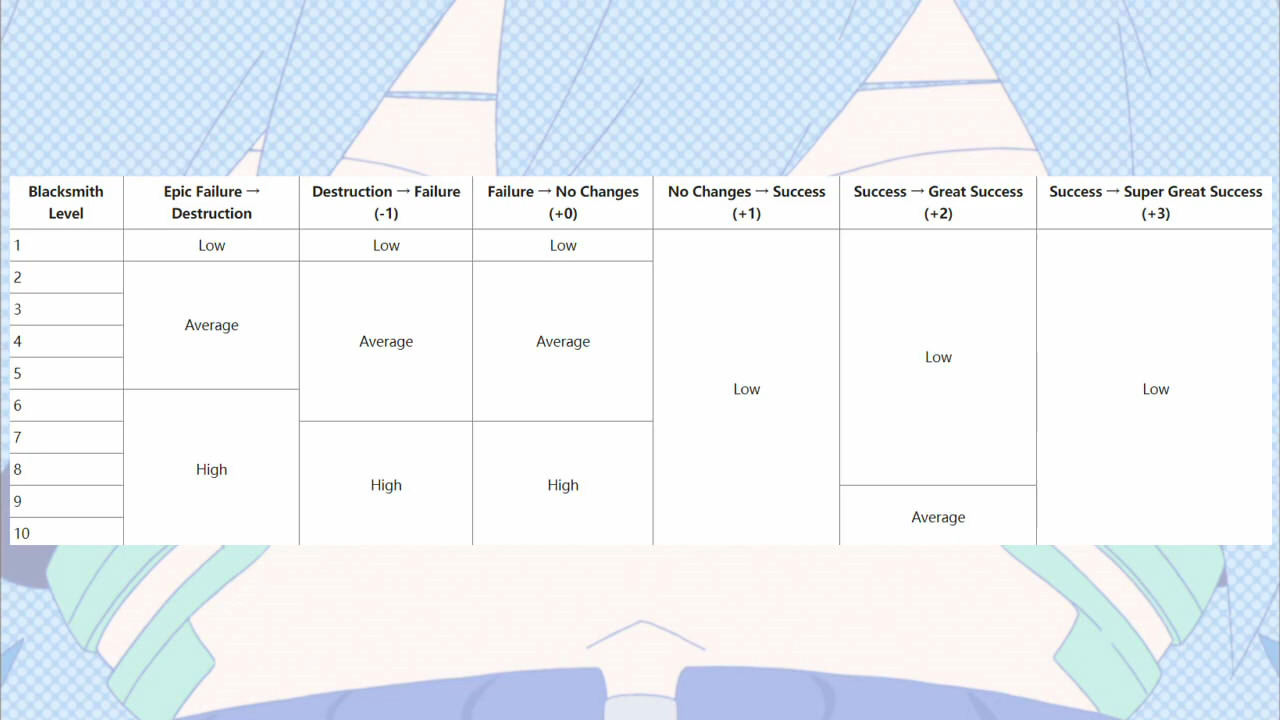 Blacksmith Level | Epic Failure → Destruction | Destruction → Failure (-1) | Failure → No Changes (+0) | No Changes → Success (+1) | Success → Great Success (+2) | Success → Super Great Success (+3)
1 | Low | Low | Low
2
3
Average
4 | Average | Average
Low
5
Low | Low
6
7
8 | High
High | High
9
Average
10